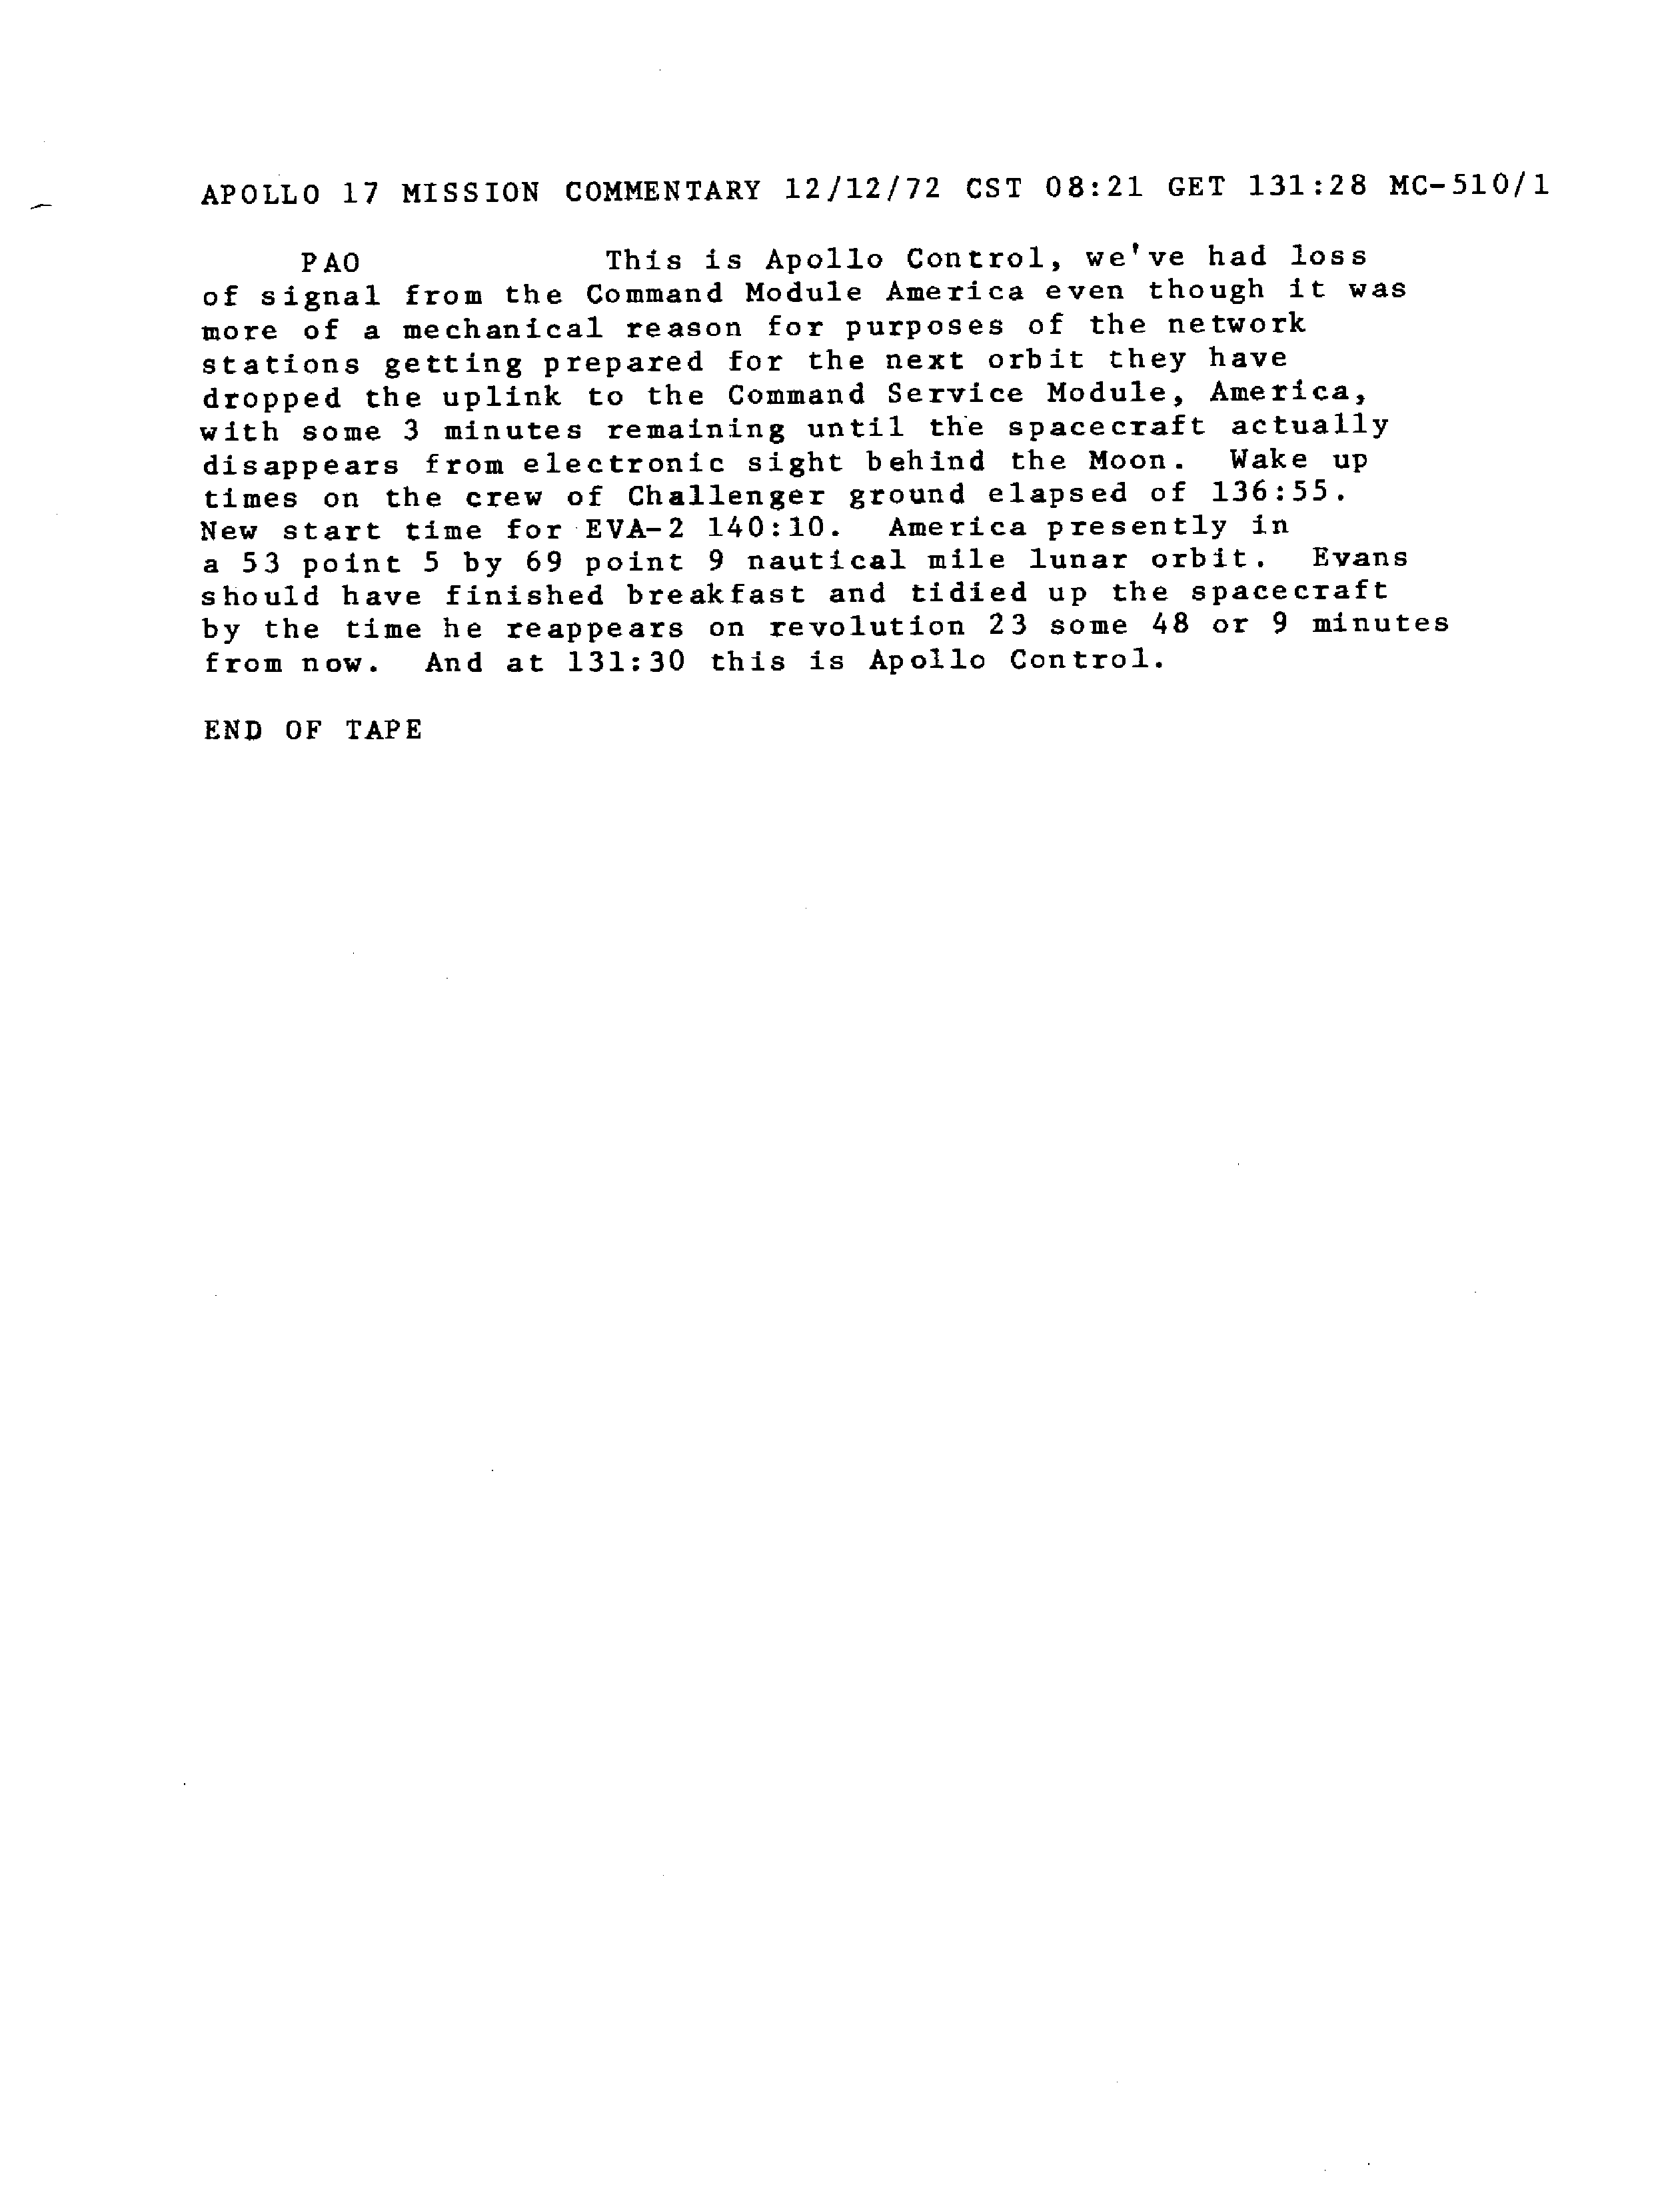 APOLLO 17 MISSION COMMENTARY 12/12/72 CST 08:21 GET 131:28 MC-510/1
PAO This is Apollo Control, we've had loss
of signal from the Command Module America even though it was
more of a mechanical reason for purposes of the network
stations getting prepared for the next orbit they have
dropped the uplink to the Command Service Module, America,
with some 3 minutes remaining until the spacecraft actually
disappears from electronic sight behind the Moon. Wake up
times on the crew of Challenger ground elapsed of 136:55.
New start time for EVA-2 140:10. America presently in
a 53 point 5 by 69 point 9 nautical mile lunar orbit. Evans
should have finished breakfast and tidied up the spacecraft
by the time he reappears on revolution 23 some 48 or 9 minutes
from now. And at 131:30 this is Apollo Control.
END OF TAPE